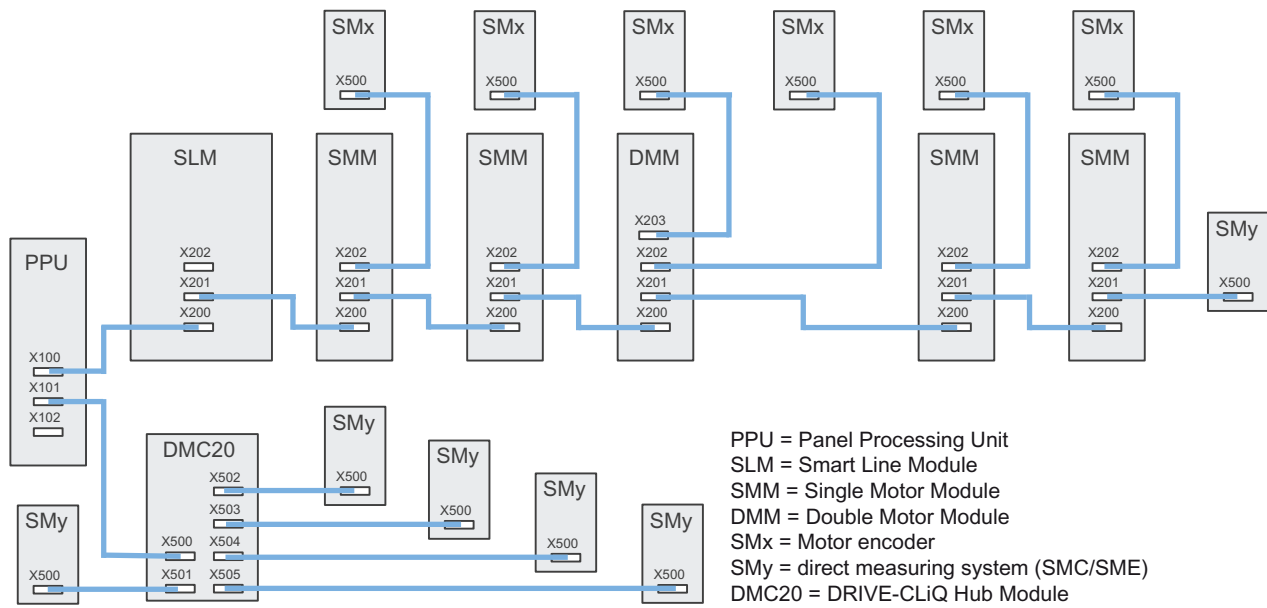 SMx
SMx
SMx
SMx
SMx
SMx
X500
X500
X500
X500
X500
X500
SLM
SMM
SMM
DMM
SMM
SMM
X203
SMy
PPU
X202
X202
X202
X202
X202
X202
X201
X201
X201
X201
X201
X201
X500
X200
X200
X200
X200
X200
X200
X100
X101
X102
DMC20
SMy
SMy
SMy
SMy
SMy
X502
X500
X503
X500
X500
X504
X500
X500
X501
X505
X500
PPU = Panel Processing Unit
SLM = Smart Line Module
SMM = Single Motor Module
DMM = Double Motor Module
SMx = Motor encoder
SMy = direct measuring system (SMC/SME)
DMC20 = DRIVE-CLiQ Hub Module